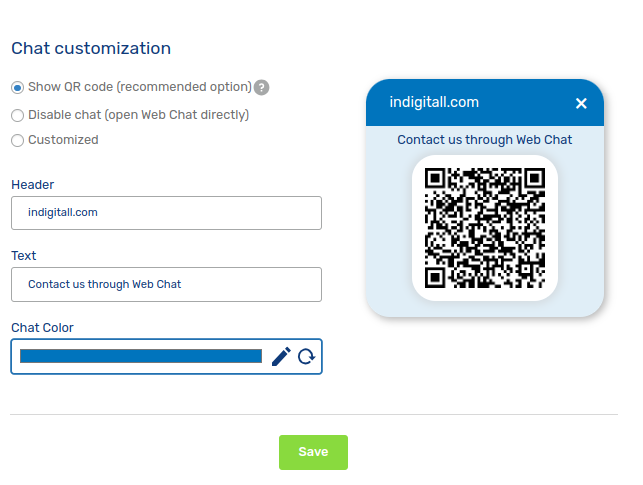 Chat customization
Show QR code (recommended option) ?
Disable chat (open Web Chat directly)
Customized
Header
indigitall.com
Text
Contact us through Web Chat
Chat Color
indigitall.com ×
Contact us through Web Chat
Save